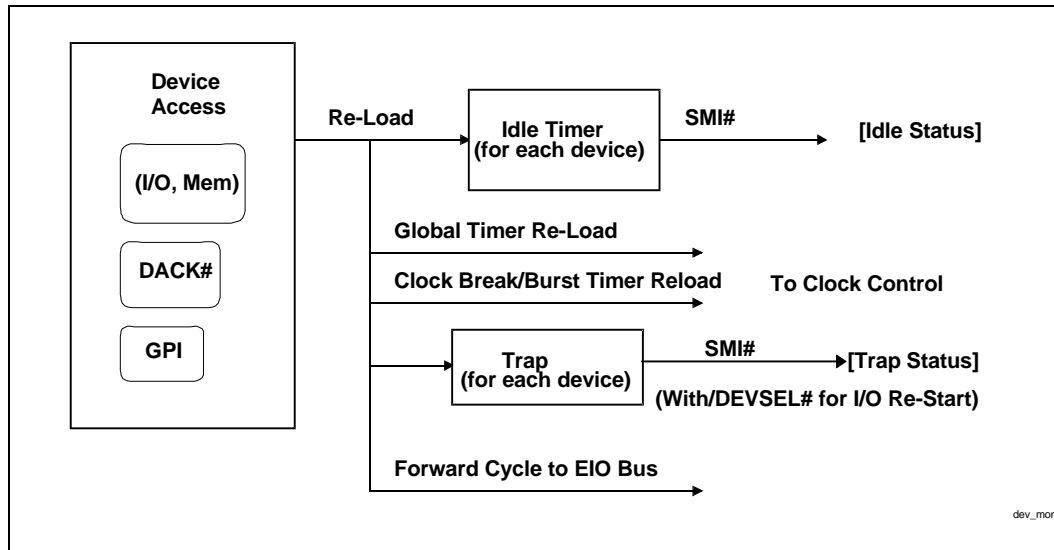 Device
Access
(I/O, Mem)
DACK#
GPI
Re-Load
Idle Timer
(for each device)
SMI#
[Idle Status]
Global Timer Re-Load
Clock Break/Burst Timer Reload
To Clock Control
Trap
(for each device)
SMI#
[Trap Status]
(With/DEVSEL# for I/O Re-Start)
Forward Cycle to EIO Bus
dev_mon